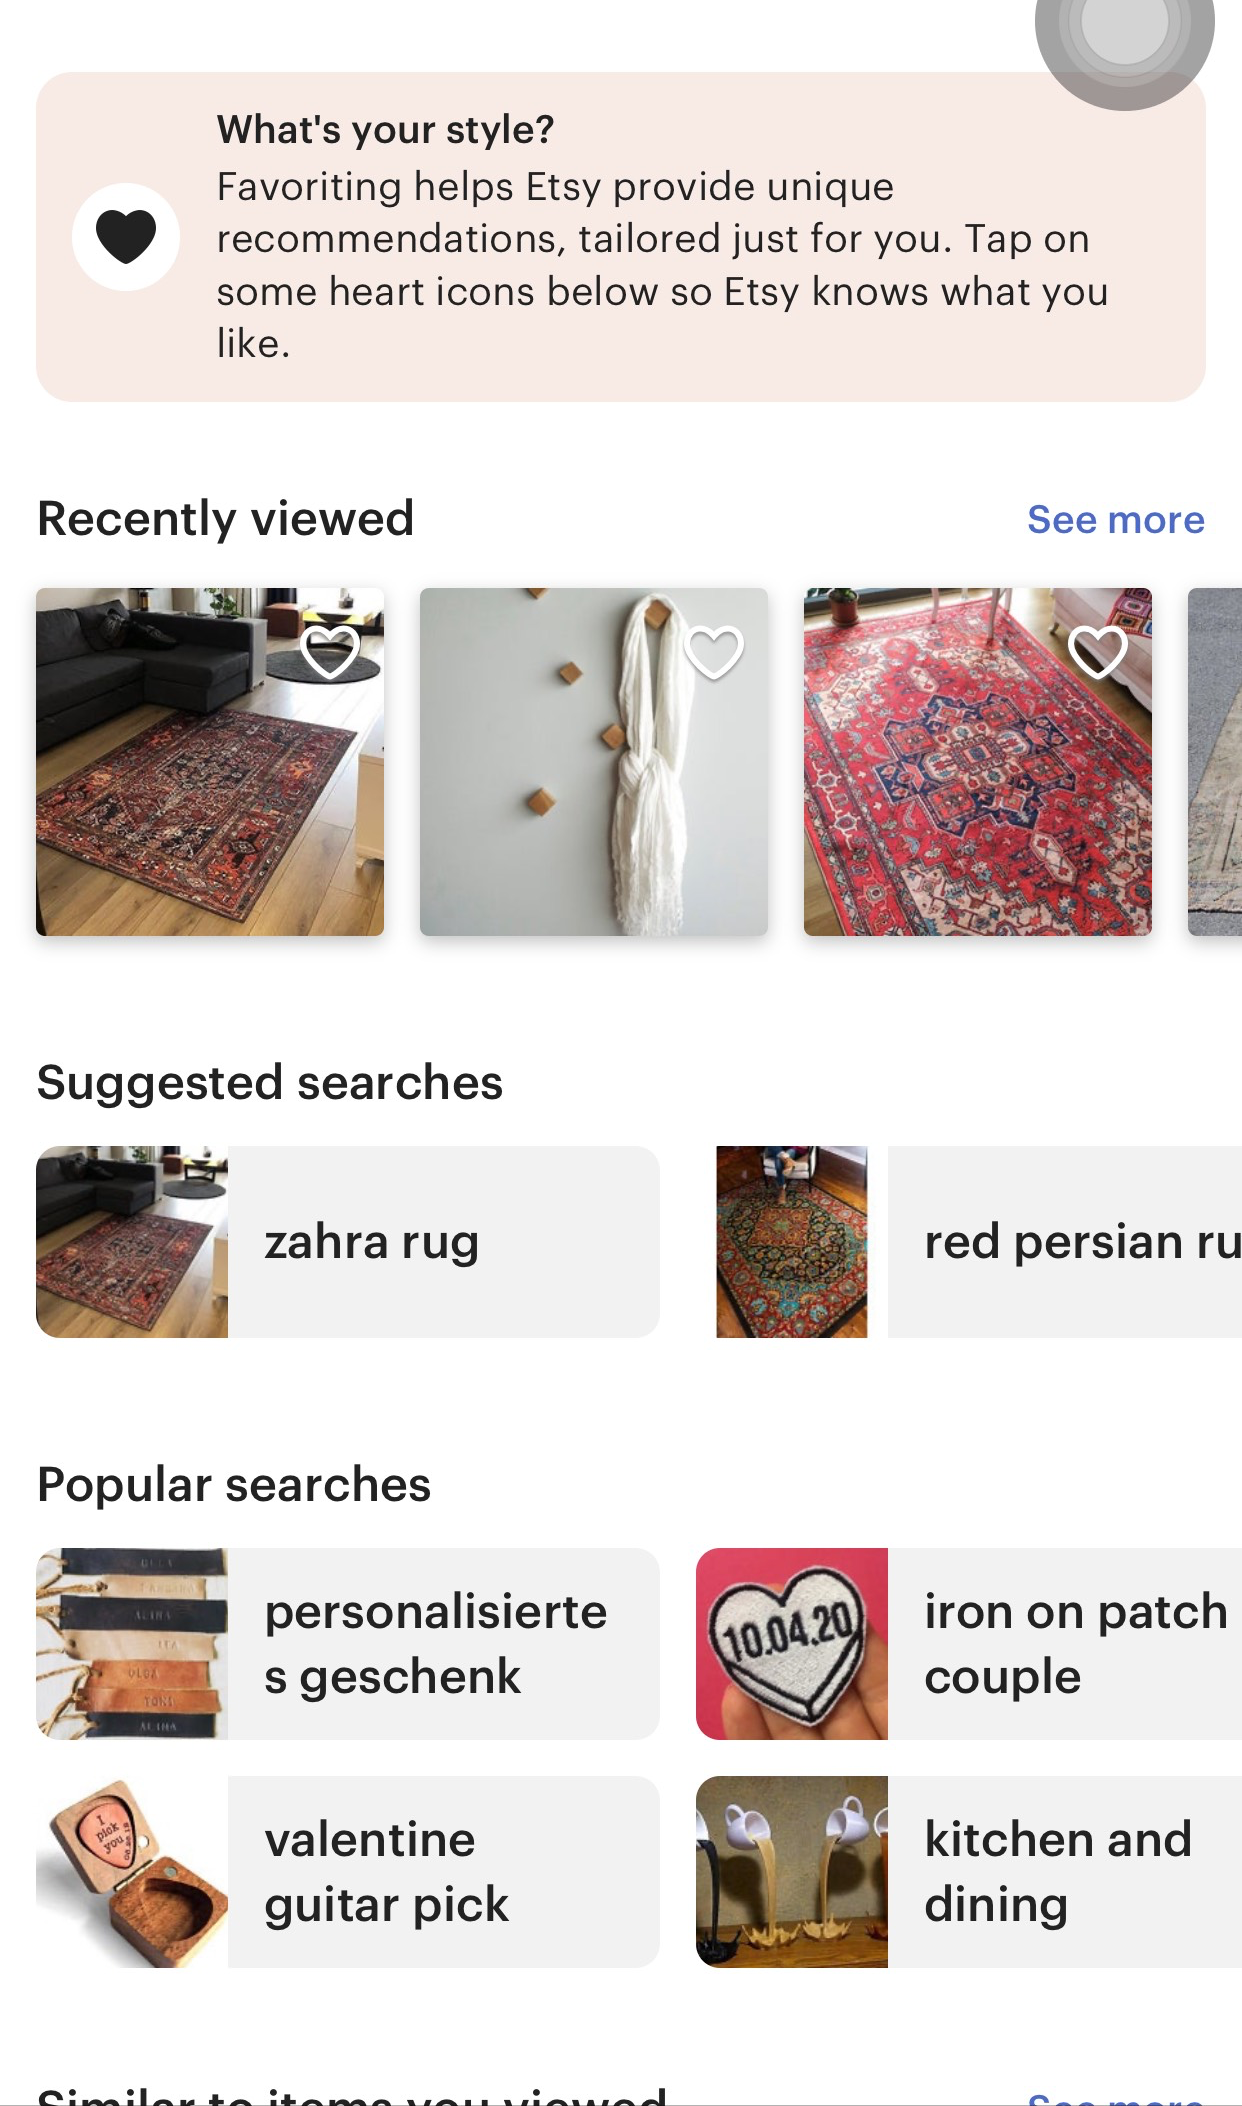 What's your style?
Favoriting helps Etsy provide unique
recommendations, tailored just for you. Tap on
some heart icons below so Etsy knows what you
like.
Recently viewed
See more
Suggested searches
zahra rug
red persian ru
Popular searches
OLGA
TONI
ALINA
personalisierte
s geschenk
10.04.20
iron on patch
couple
I
pick
you
valentine
guitar pick
kitchen and
dining
Similar to items you viewed
See more